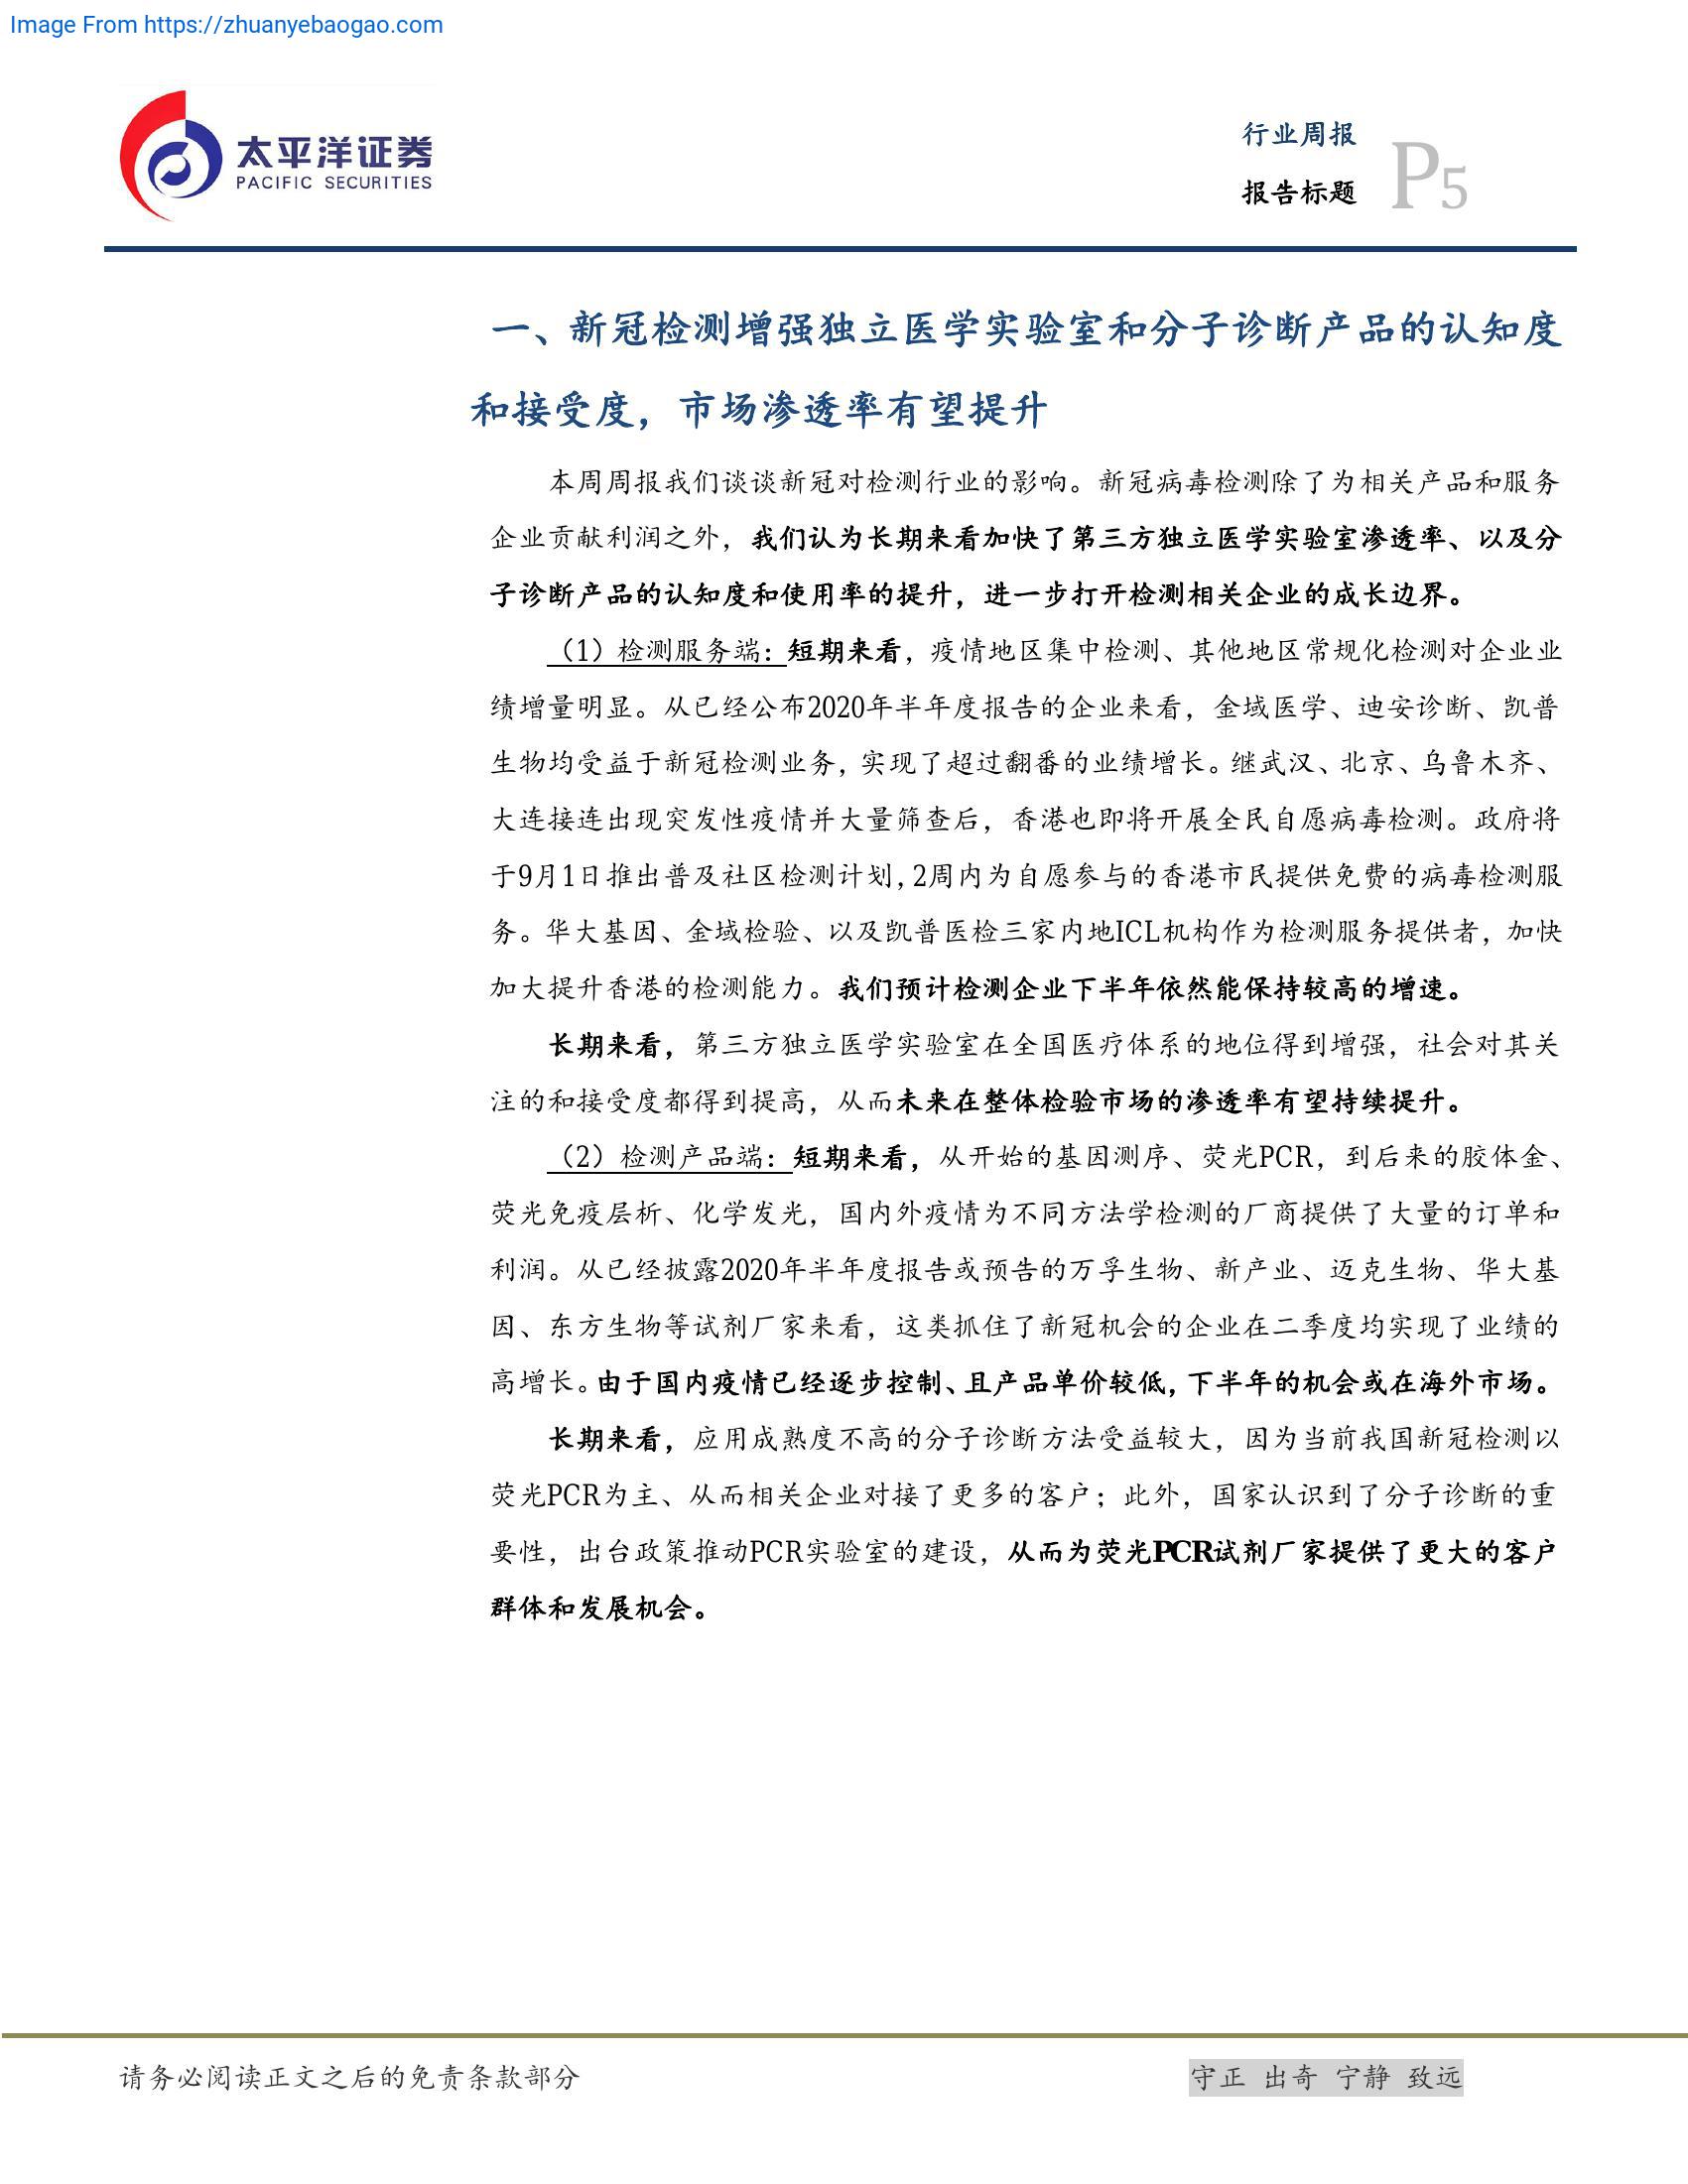 Image From https://zhuanyebaogao.com
太平洋证券
PACIFIC SECURITIES
行业周报
报告标题
P5
一、新冠检测增强独立医学实验室和分子诊断产品的认知度
和接受度，市场渗透率有望提升
本周周报我们谈谈新冠对检测行业的影响。新冠病毒检测除了为相关产品和服务
企业贡献利润之外，我们认为长期来看加快了第三方独立医学实验室渗透率、以及分
子诊断产品的认知度和使用率的提升，进一步打开检测相关企业的成长边界。
（1）检测服务端：短期来看，疫情地区集中检测、其他地区常规化检测对企业业
绩增量明显。从已经公布2020年半年度报告的企业来看，金域医学、迪安诊断、凯普
生物均受益于新冠检测业务，实现了超过翻番的业绩增长。继武汉、北京、乌鲁木齐、
大连接连出现突发性疫情并大量筛查后，香港也即将开展全民自愿病毒检测。政府将
于9月1日推出普及社区检测计划，2周内为自愿参与的香港市民提供免费的病毒检测服
务。华大基因、金域检验、以及凯普医检三家内地ICL机构作为检测服务提供者，加快
加大提升香港的检测能力。我们预计检测企业下半年依然能保持较高的增速。
长期来看，第三方独立医学实验室在全国医疗体系的地位得到增强，社会对其关
注的和接受度都得到提高，从而未来在整体检验市场的渗透率有望持续提升。
（2）检测产品端：短期来看，从开始的基因测序、荧光PCR，到后来的胶体金、
荧光免疫层析、化学发光，国内外疫情为不同方法学检测的厂商提供了大量的订单和
利润。从已经披露2020年半年度报告或预告的万孚生物、新产业、迈克生物、华大基
因、东方生物等试剂厂家来看，这类抓住了新冠机会的企业在二季度均实现了业绩的
高增长。由于国内疫情已经逐步控制、且产品单价较低，下半年的机会或在海外市场。
长期来看，应用成熟度不高的分子诊断方法受益较大，因为当前我国新冠检测以
荧光PCR为主、从而相关企业对接了更多的客户；此外，国家认识到了分子诊断的重
要性，出台政策推动PCR实验室的建设，从而为荧光PCR试剂厂家提供了更大的客户
群体和发展机会。
请务必阅读正文之后的免责条款部分
守正 出奇 宁静 致远